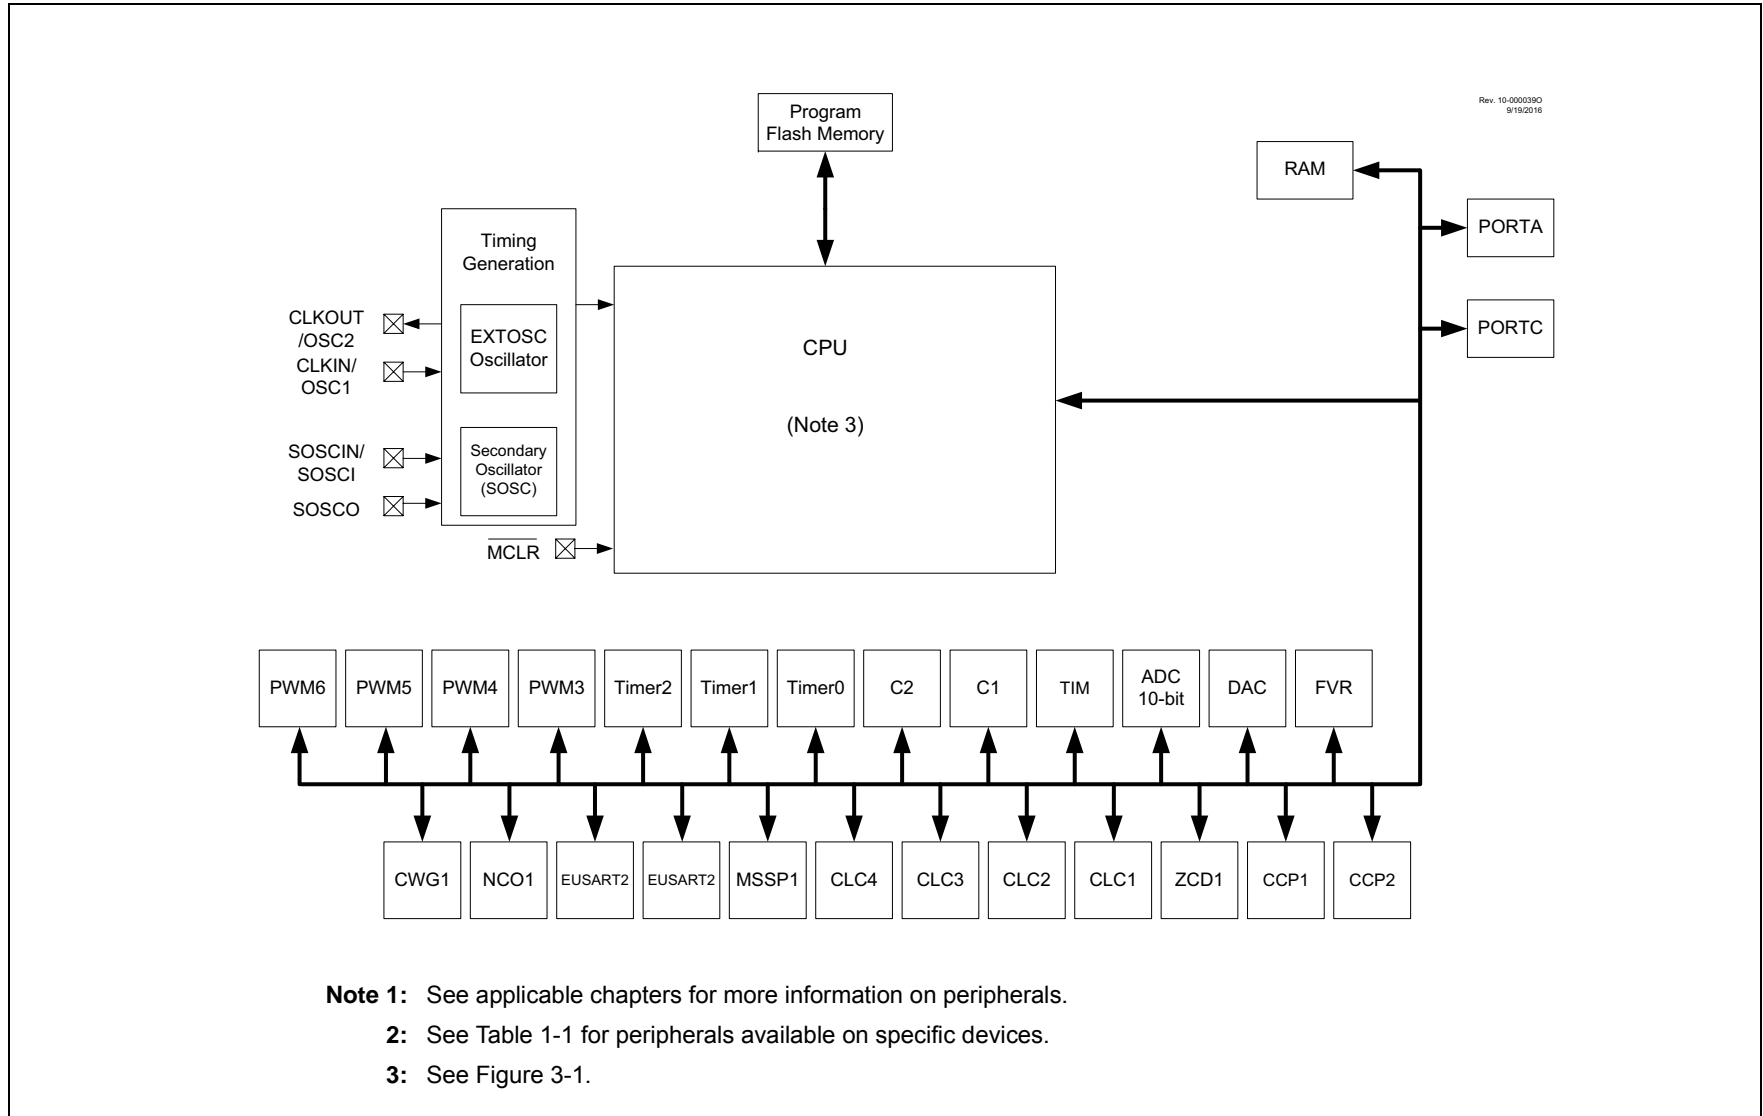 Rev. 10-000039O
9/19/2016
Program
Flash Memory
RAM
PORTA
PORTC
Timing
Generation
EXTOSC
Oscillator
Secondary
Oscillator
(SOSC)
CLKOUT
/OSC2
CLKIN/
OSC1
SOSCIN/
SOSCI
SOSCO
MCLR
CPU
(Note 3)
PWM6
PWM5
PWM4
PWM3
Timer2
Timer1
Timer0
C2
C1
TIM
ADC
10-bit
DAC
FVR
CWG1
NCO1
EUSART2
EUSART2
MSSP1
CLC4
CLC3
CLC2
CLC1
ZCD1
CCP1
CCP2
Note 1: See applicable chapters for more information on peripherals.
2: See Table 1-1 for peripherals available on specific devices.
3: See Figure 3-1.